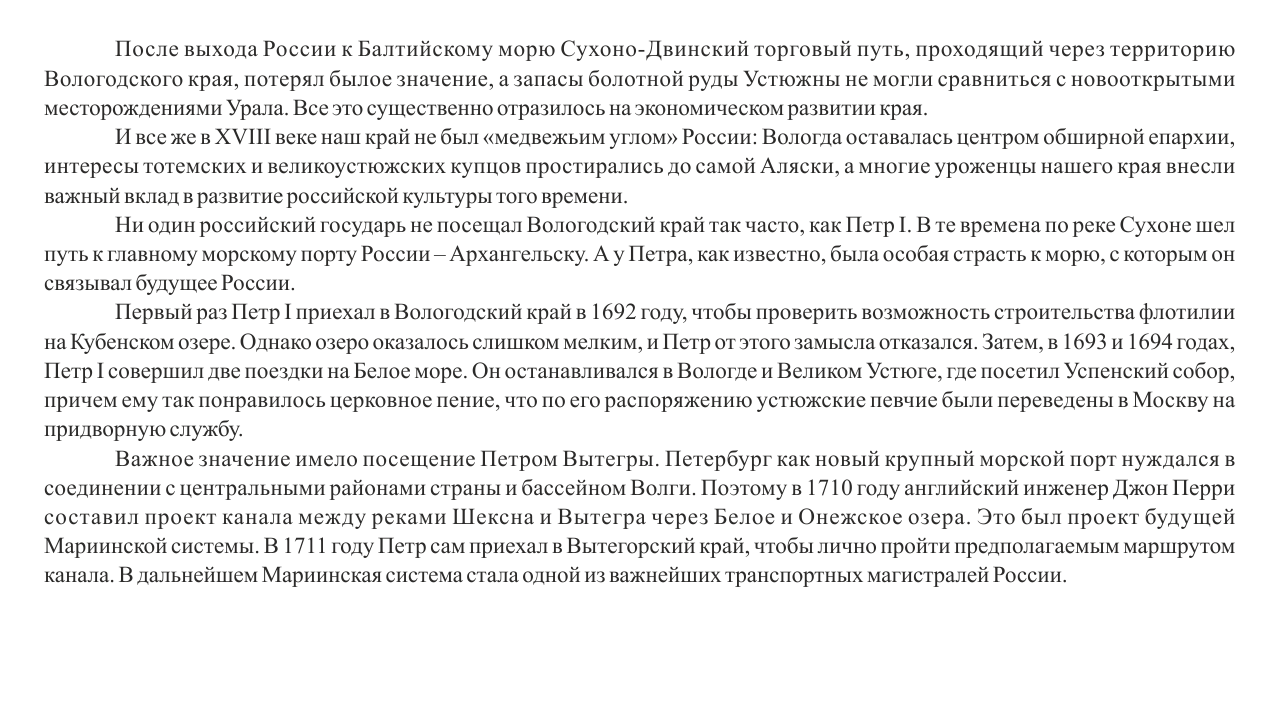 После выхода России к Балтийскому морю Сухоно-Двинский торговый путь, проходящий через территорию
Вологодского края, потерял былое значение, а запасы болотной руды Устюжны не могли сравниться с новооткрытыми
месторождениями Урала. Все это существенно отразилось на экономическом развитии края.
И все же в XVIII веке наш край не был «медвежьим углом» России: Вологда оставалась центром обширной епархии,
интересы тотемских и великоустюжских купцов простирались до самой Аляски, а многие уроженцы нашего края внесли
важный вклад в развитие российской культуры того времени.
Ни один российский государь не посещал Вологодский край так часто, как Петр I. В те времена по реке Сухоне шел
путь к главному морскому порту России – Архангельску. А у Петра, как известно, была особая страсть к морю, с которым он
связывал будущее России.
Первый раз Петр I приехал в Вологодский край в 1692 году, чтобы проверить возможность строительства флотилии
на Кубенском озере. Однако озеро оказалось слишком мелким, и Петр от этого замысла отказался. Затем, в 1693 и 1694 годах,
Петр I совершил две поездки на Белое море. Он останавливался в Вологде и Великом Устюге, где посетил Успенский собор,
причем ему так понравилось церковное пение, что по его распоряжению устюжские певчие были переведены в Москву на
придворную службу.
Важное значение имело посещение Петром Вытегры. Петербург как новый крупный морской порт нуждался в
соединении с центральными районами страны и бассейном Волги. Поэтому в 1710 году английский инженер Джон Перри
составил проект канала между реками Шексна и Вытегра через Белое и Онежское озера. Это был проект будущей
Мариинской системы. В 1711 году Петр сам приехал в Вытегорский край, чтобы лично пройти предполагаемым маршрутом
канала. В дальнейшем Мариинская система стала одной из важнейших транспортных магистралей России.